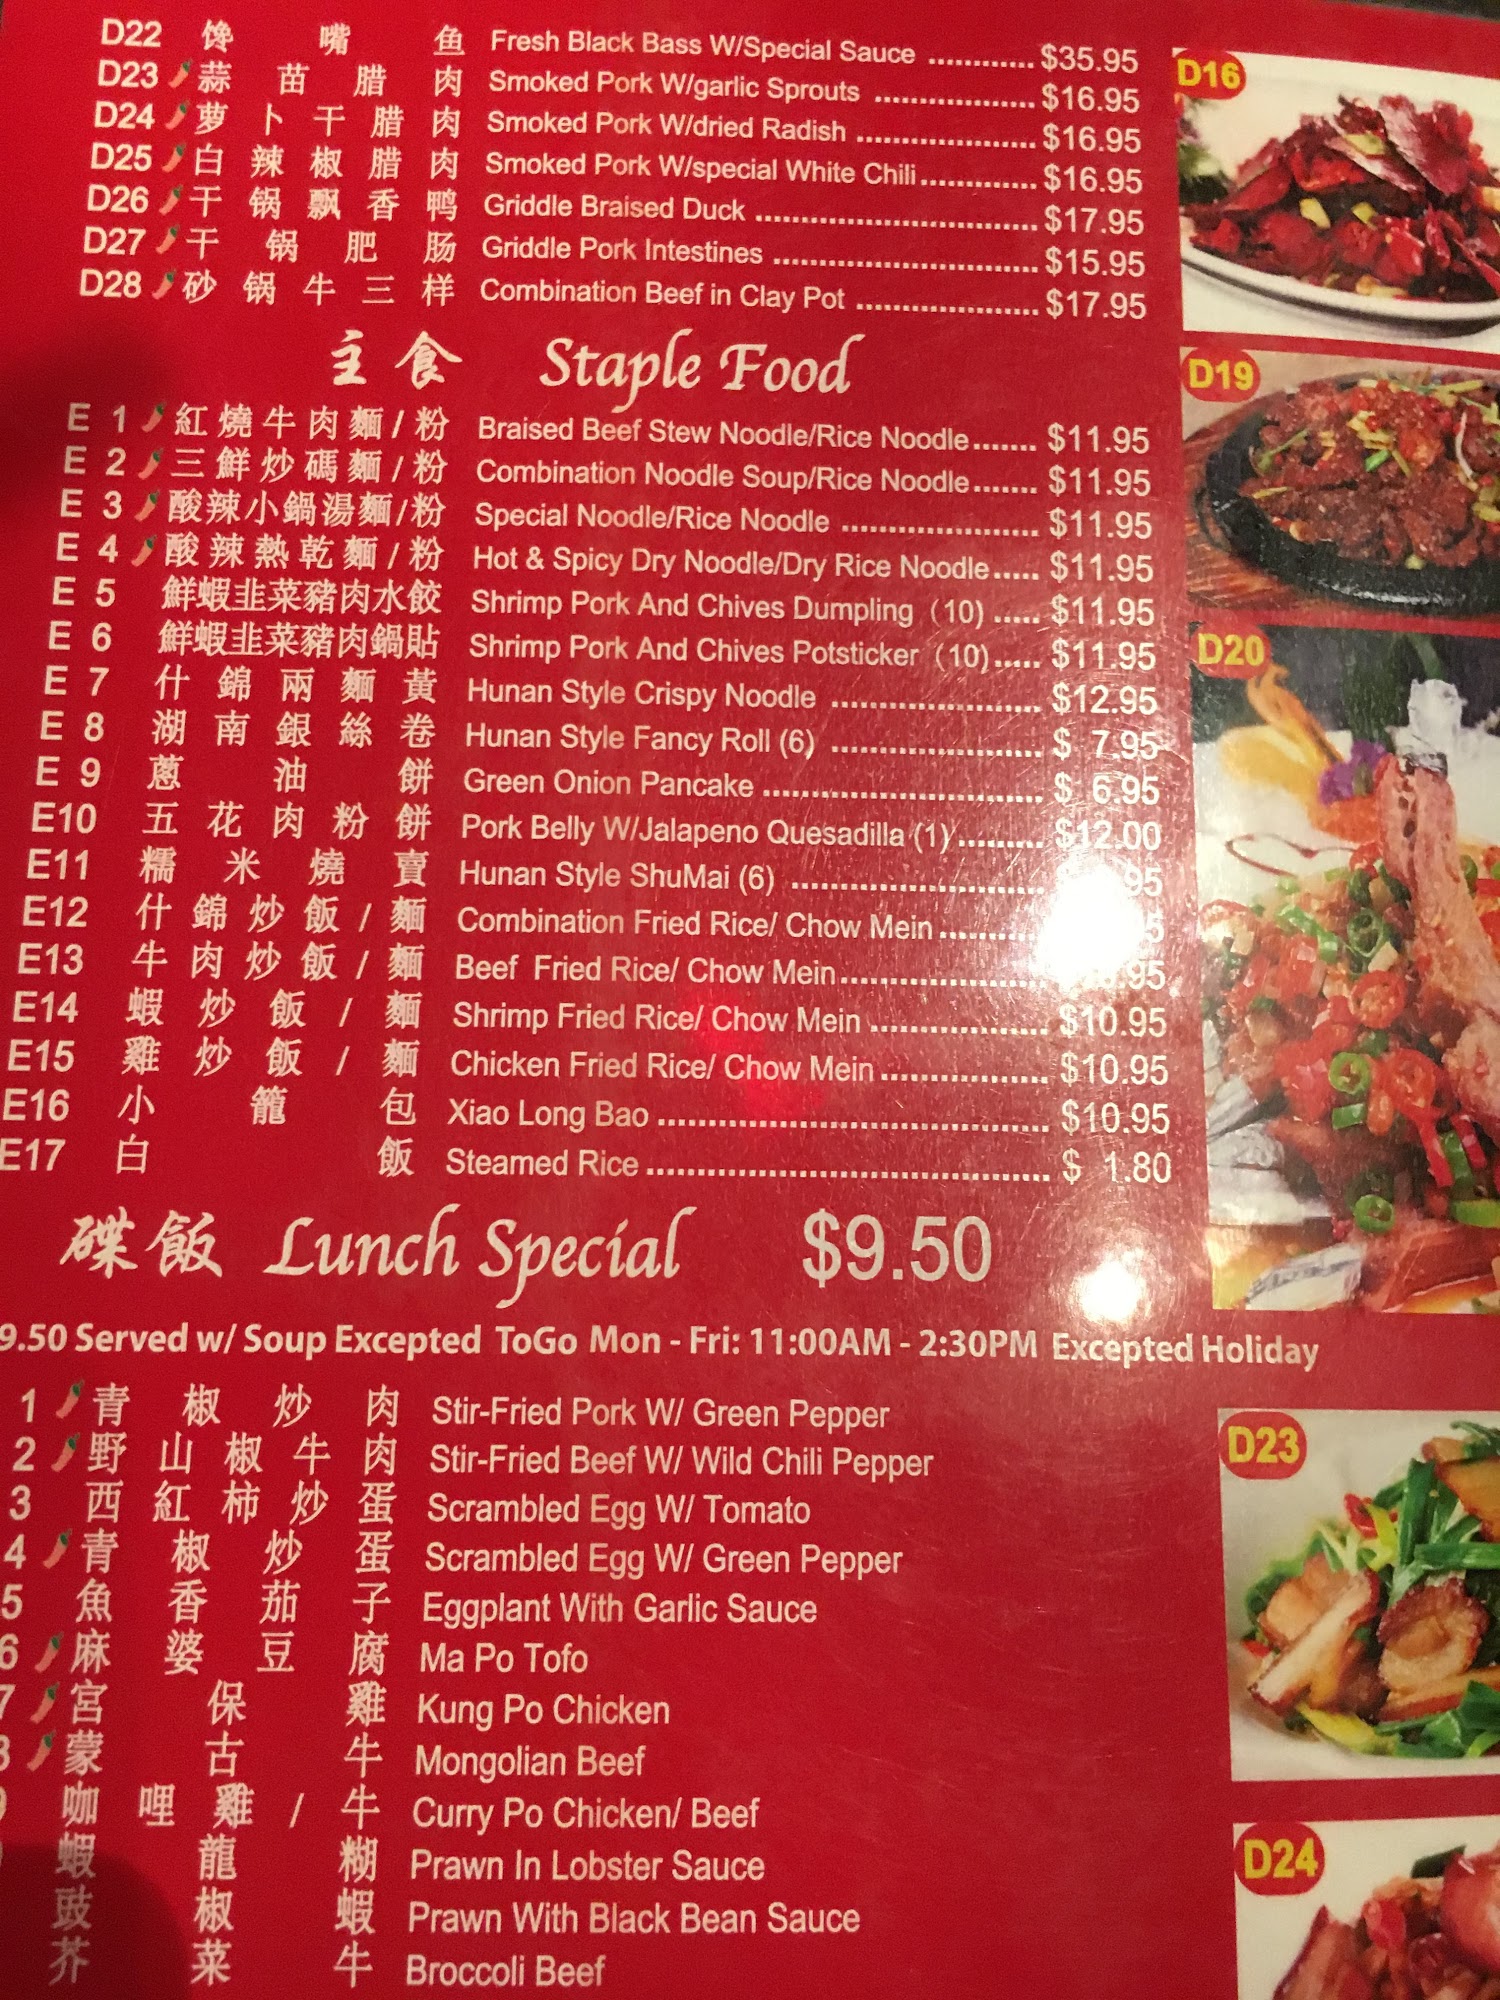 D22 馋嘴鱼 Fresh Black Bass W/Special Sauce ............ $35.95
D23 蒜苗腊肉 Smoked Pork W/garlic Sprouts .................. $16.95
D24 萝卜干腊肉 Smoked Pork W/dried Radish .................... $16.95
D25 白辣椒腊肉 Smoked Pork W/special White Chili............. $16.95
D26 干锅飘香鸭 Griddle Braised Duck ............................... $17.95
D27 干锅肥肠 Griddle Pork Intestines ............................. $15.95
D28 砂锅牛三样 Combination Beef in Clay Pot .................... $17.95
主食 Staple Food
E 1 紅燒牛肉麵/粉 Braised Beef Stew Noodle/Rice Noodle....... $11.95
E 2 三鮮炒碼麵/粉 Combination Noodle Soup/Rice Noodle....... $11.95
E 3 酸辣小鍋湯麵/粉 Special Noodle/Rice Noodle ...................... $11.95
E 4 酸辣熱乾麵/粉 Hot & Spicy Dry Noodle/Dry Rice Noodle..... $11.95
E 5 鮮蝦韭菜豬肉水餃 Shrimp Pork And Chives Dumpling (10) ..... $11.95
E 6 鮮蝦韭菜豬肉鍋貼 Shrimp Pork And Chives Potsticker (10)..... $11.95
E 7 什錦兩麵黃 Hunan Style Crispy Noodle ....................... $12.95
E 8 湖南銀絲卷 Hunan Style Fancy Roll (6) ....................... $ 7.95
E 9 蔥油餅 Green Onion Pancake ............................... $ 6.95
E10 五花肉粉餅 Pork Belly W/Jalapeno Quesadilla (1)......... $12.00
E11 糯米燒賣 Hunan Style ShuMai (6) ............................
E12 什錦炒飯/麵 Combination Fried Rice/ Chow Mein
E13 牛肉炒飯/麵 Beef Fried Rice/ Chow Mein
E14 蝦炒飯/麵 Shrimp Fried Rice/ Chow Mein .................... $10.95
E15 雞炒飯/麵 Chicken Fried Rice/ Chow Mein ................... $10.95
E16 小籠包 Xiao Long Bao ........................................... $10.95
E17 白飯 Steamed Rice ............................................. $ 1.80
碟飯 Lunch Special $9.50
9.50 Served w/ Soup Excepted ToGo Mon - Fri: 11:00AM - 2:30PM Excepted Holiday
1 青椒炒肉 Stir-Fried Pork W/ Green Pepper
2 野山椒牛肉 Stir-Fried Beef W/ Wild Chili Pepper
3 西紅柿炒蛋 Scrambled Egg W/ Tomato
4 青椒炒蛋 Scrambled Egg W/ Green Pepper
5 魚香茄子 Eggplant With Garlic Sauce
6 麻婆豆腐 Ma Po Tofo
7 宮保雞 Kung Po Chicken
蒙古牛 Mongolian Beef
咖哩雞/牛 Curry Po Chicken/ Beef
蝦龍糊 Prawn In Lobster Sauce
豉椒蝦 Prawn With Black Bean Sauce
芥菜牛 Broccoli Beef
D16
D19
D20
D23
D24